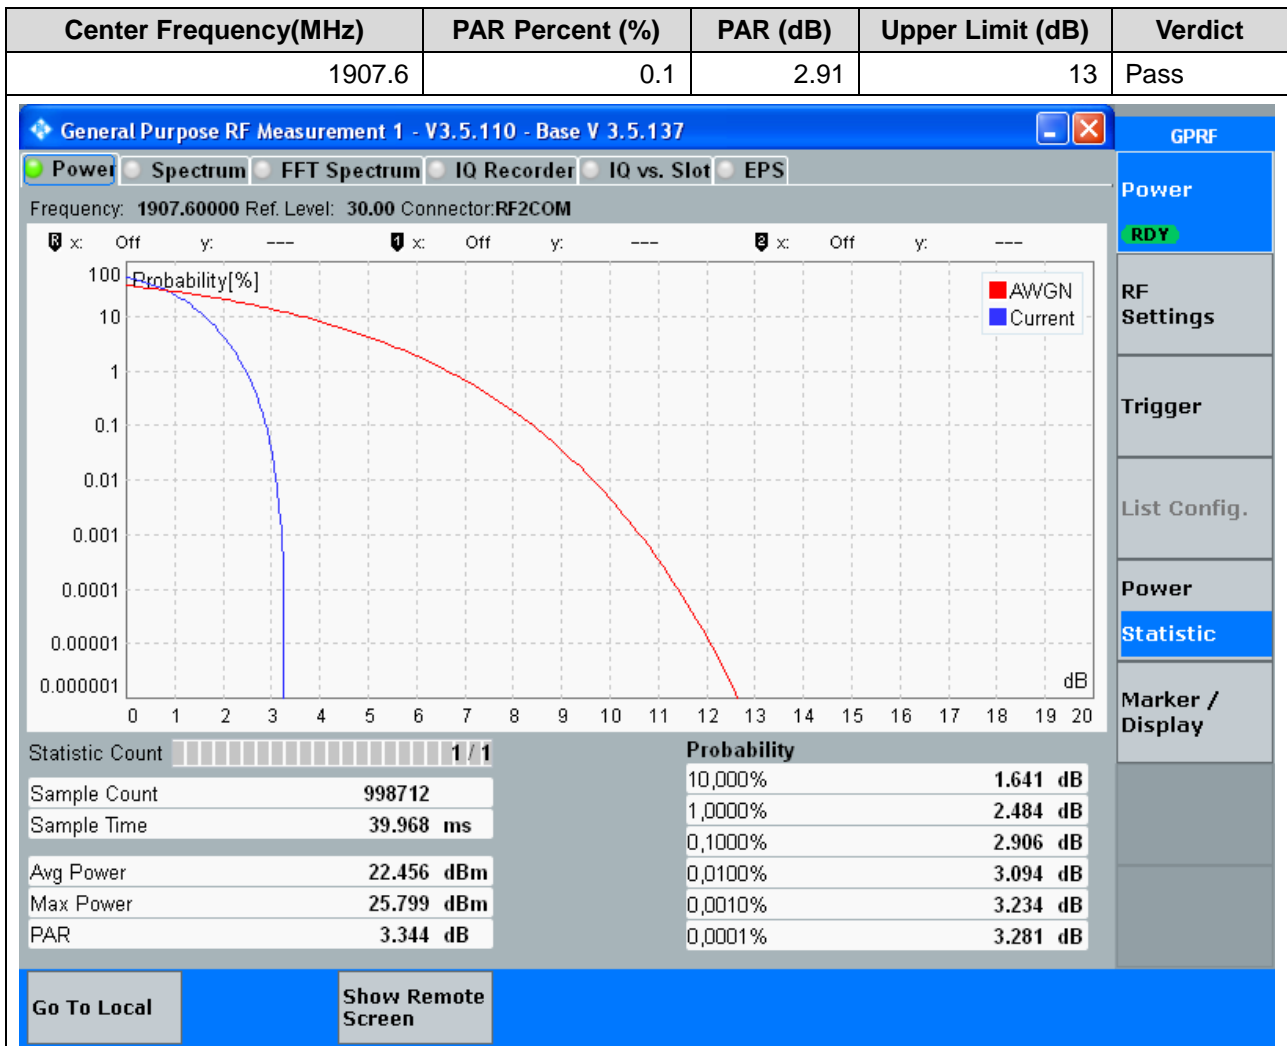 Center Frequency(MHz) PAR Percent (%) PAR (dB) Upper Limit (dB) Verdict
1907.6 0.1 2.91 13 Pass
General Purpose RF Measurement 1 - V3.5.110 - Base V 3.5.137
GPRF
Power Spectrum FFT Spectrum IQ Recorder IQ vs. Slot EPS
Frequency: 1907.60000 Ref. Level: 30.00 Connector:RF2COM
R x: Off y: --- 1 x: Off y: --- 2 x: Off y: ---
Probability[%]
AWGN
Current
100
10
1
0.1
0.01
0.001
0.0001
0.00001
0.000001
dB
0 1 2 3 4 5 6 7 8 9 10 11 12 13 14 15 16 17 18 19 20
Statistic Count 1 / 1
Sample Count 998712
Sample Time 39.968 ms
Avg Power 22.456 dBm
Max Power 25.799 dBm
PAR 3.344 dB
Probability
10,000% 1.641 dB
1,0000% 2.484 dB
0,1000% 2.906 dB
0,0100% 3.094 dB
0,0010% 3.234 dB
0,0001% 3.281 dB
Power
RDY
RF
Settings
Trigger
List Config.
Power
Statistic
Marker /
Display
Go To Local
Show Remote
Screen